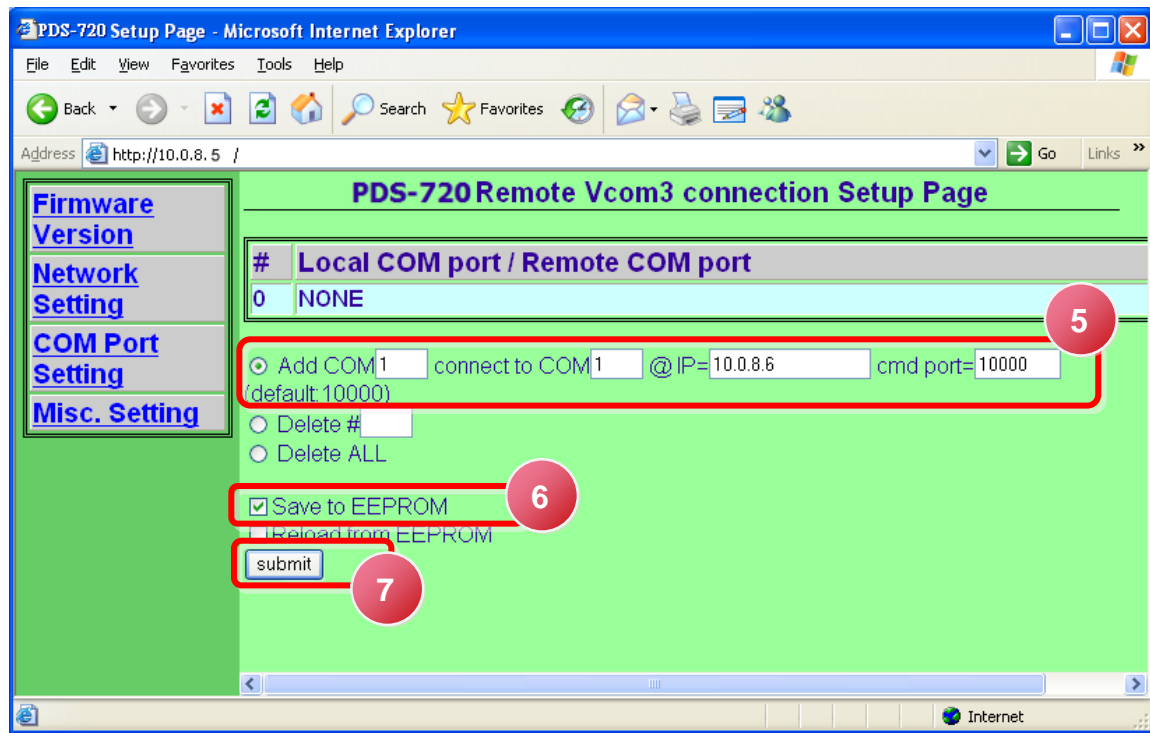 PDS-720 Setup Page - Microsoft Internet Explorer
File Edit View Favorites Tools Help
Back Search Favorites
Address http://10.0.8. 5 / Go Links »
Firmware
Version
Network
Setting
COM Port
Setting
Misc. Setting
PDS-720 Remote Vcom3 connection Setup Page
# Local COM port / Remote COM port
0 NONE
5
Add COM 1 connect to COM 1 @ IP= 10.0.8.6 cmd port= 10000
(default:10000)
Delete #
Delete ALL
Save to EEPROM
6
Reload from EEPROM
submit
7
Internet